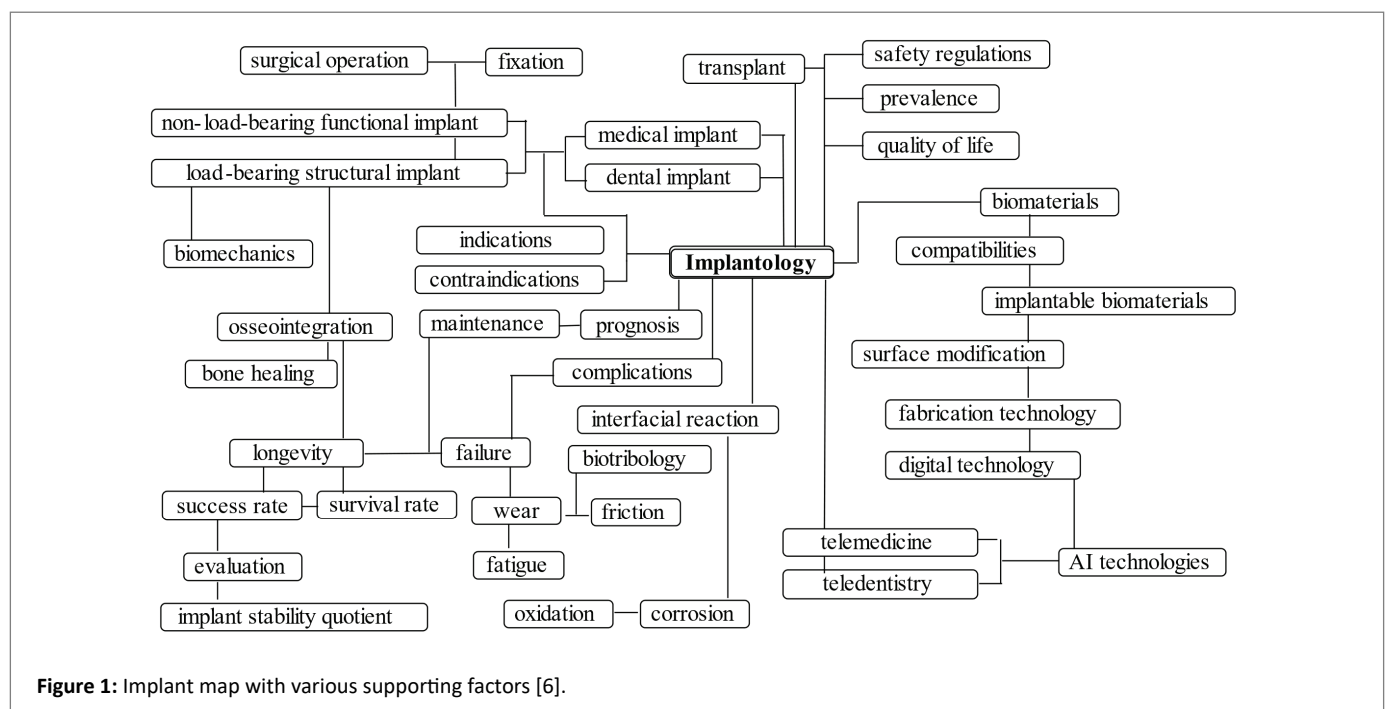 surgical operation
fixation
transplant
safety regulations
prevalence
quality of life
non-load-bearing functional implant
load-bearing structural implant
medical implant
dental implant
biomaterials
biomechanics
indications
contraindications
Implantology
compatibilities
implantable biomaterials
osseointegration
maintenance
prognosis
bone healing
complications
surface modification
interfacial reaction
fabrication technology
longevity
failure
biotribology
digital technology
success rate
survival rate
wear
friction
telemedicine
evaluation
fatigue
AI technologies
teledentistry
implant stability quotient
oxidation
corrosion
Figure 1: Implant map with various supporting factors [6].